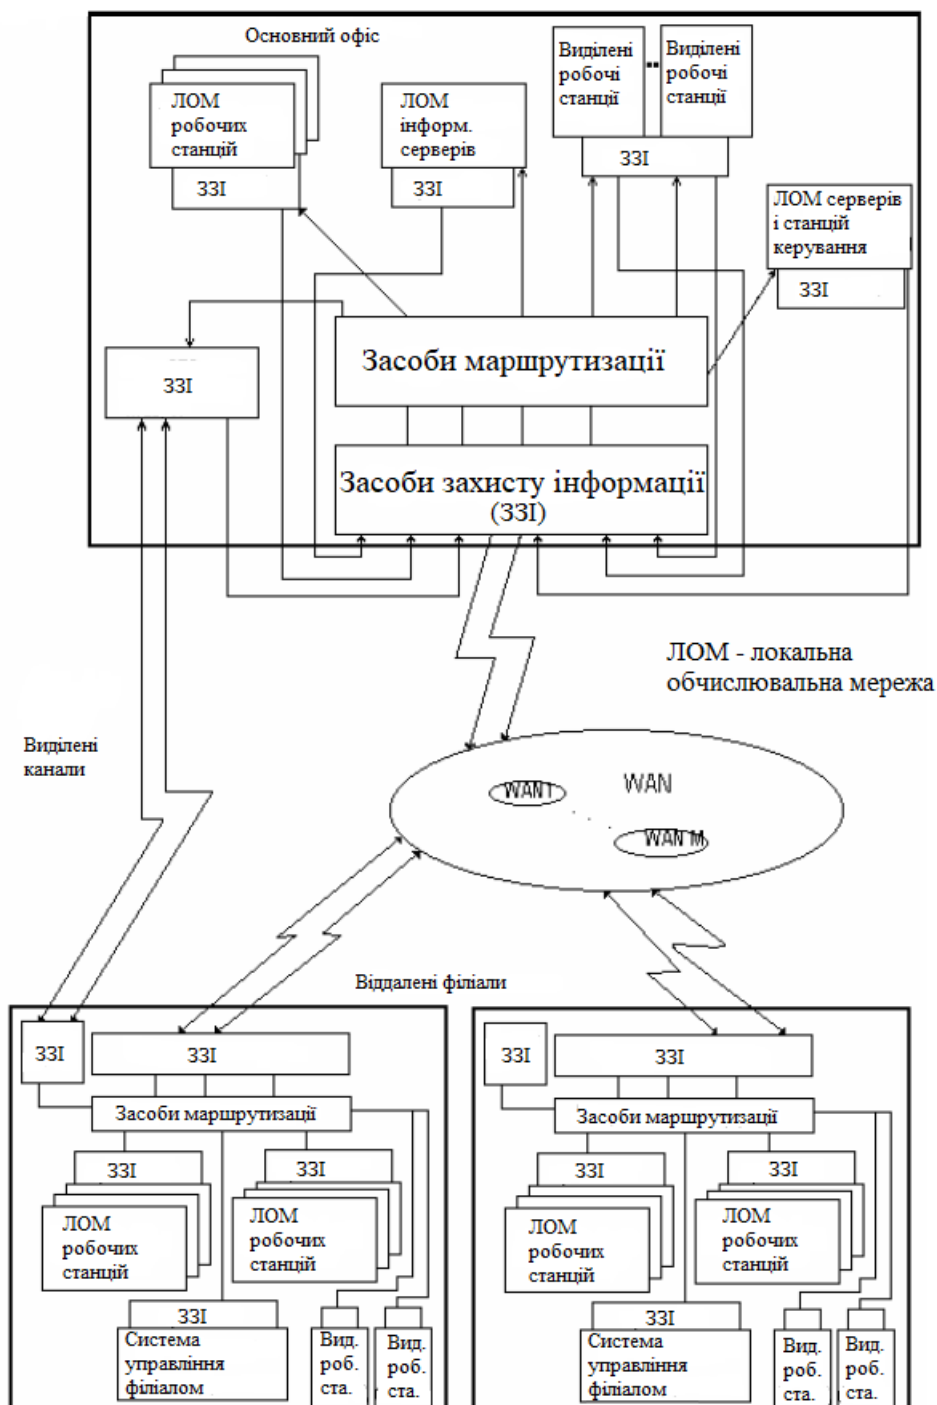 Основний офіс
Виділені
робочі
станції
Виділені
робочі
станції
ЛОМ
робочих
станцій
ЛОМ
інформ.
серверів
ЗЗІ
ЗЗІ
ЗЗІ
ЛОМ серверів
і станцій
керування
ЗЗІ
Засоби маршрутизації
ЗЗІ
Засоби захисту інформації
(ЗЗІ)
ЛОМ - локальна
обчислювальна мережа
Виділені
канали
WAN
WAN I
WAN M
Віддалені філіали
ЗЗІ
ЗЗІ
Засоби маршрутизації
ЗЗІ
ЗЗІ
ЛОМ
робочих
станцій
ЛОМ
робочих
станцій
ЗЗІ
Система
управління
філіалом
Вид.
роб.
ста.
Вид.
роб.
ста.
ЗЗІ
ЗЗІ
Засоби маршрутизації
ЗЗІ
ЗЗІ
ЛОМ
робочих
станцій
ЛОМ
робочих
станцій
ЗЗІ
Система
управління
філіалом
Вид.
роб.
ста.
Вид.
роб.
ста.